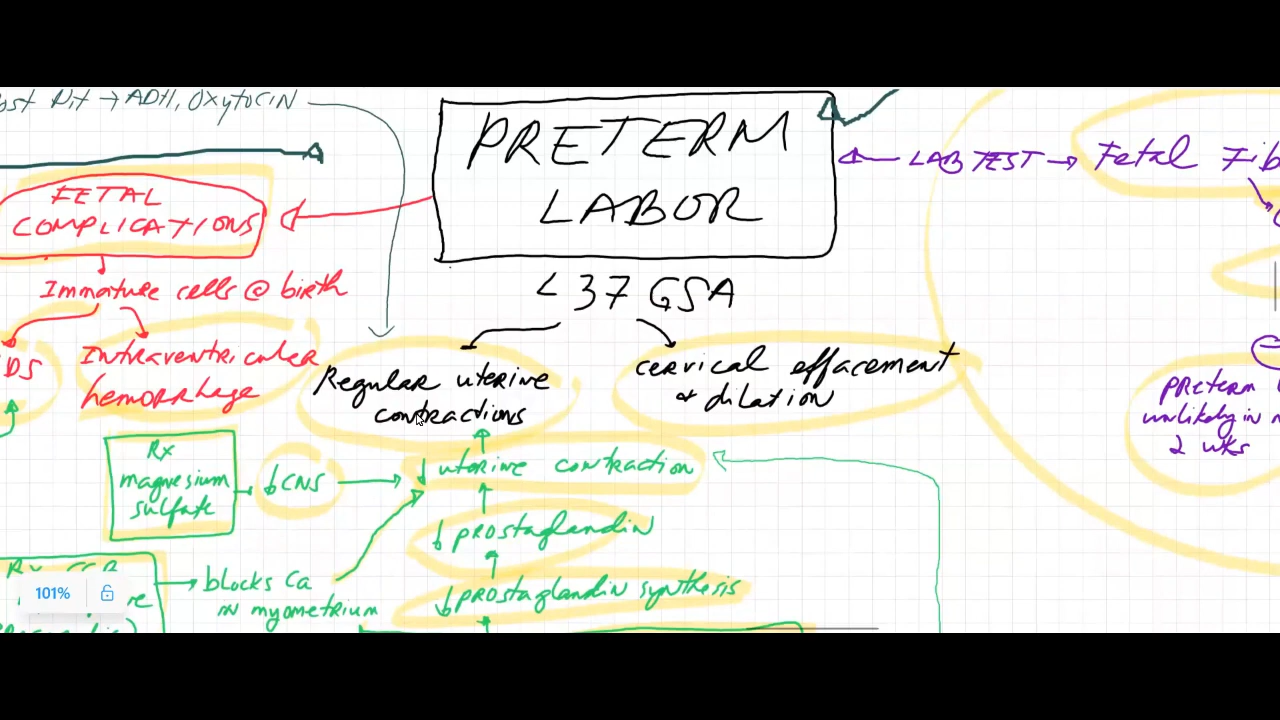 Post Pit → ADH, OXYTOCIN
PRETERM
LABOR
LAB TEST → Fetal Fib
FETAL
COMPLICATIONS
Immature cells @ birth
< 37 GSA
DS
Intraventricular
hemorrhage
Regular uterine
contractions
cervical effacement
+ dilation
preterm
unlikely in
2 wks
Rx
magnesium
sulfate
↓ CNS
↓ uterine contraction
↓ prostaglandin
↓ prostaglandin synthesis
blocks Ca
in myometrium
101%